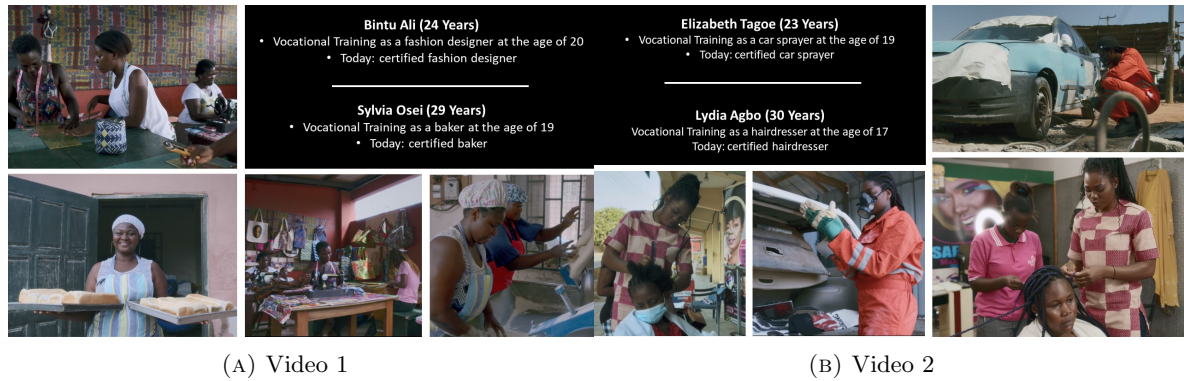 Bintu Ali (24 Years)
• Vocational Training as a fashion designer at the age of 20
• Today: certified fashion designer
Sylvia Osei (29 Years)
• Vocational Training as a baker at the age of 19
• Today: certified baker
Elizabeth Tagoe (23 Years)
• Vocational Training as a car sprayer at the age of 19
• Today: certified car sprayer
Lydia Agbo (30 Years)
Vocational Training as a hairdresser at the age of 17
Today: certified hairdresser
(A) Video 1
(B) Video 2